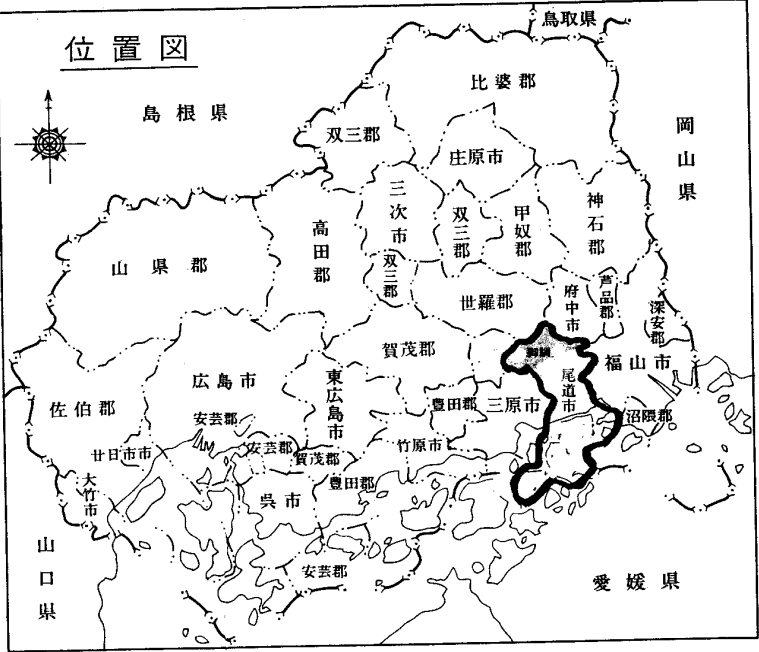 位置図
鳥取県
島根県
比婆郡
岡山県
双三郡
庄原市
三次市
双三郡
甲奴郡
神石郡
高田郡
山県郡
双三郡
世羅郡
府中市
芦品郡
深安郡
賀茂郡
御調
福山市
広島市
東広島市
尾道市
佐伯郡
豊田郡
三原市
沼隈郡
安芸郡
竹原市
廿日市市
安芸郡
賀茂郡
大竹市
豊田郡
呉市
山口県
安芸郡
愛媛県